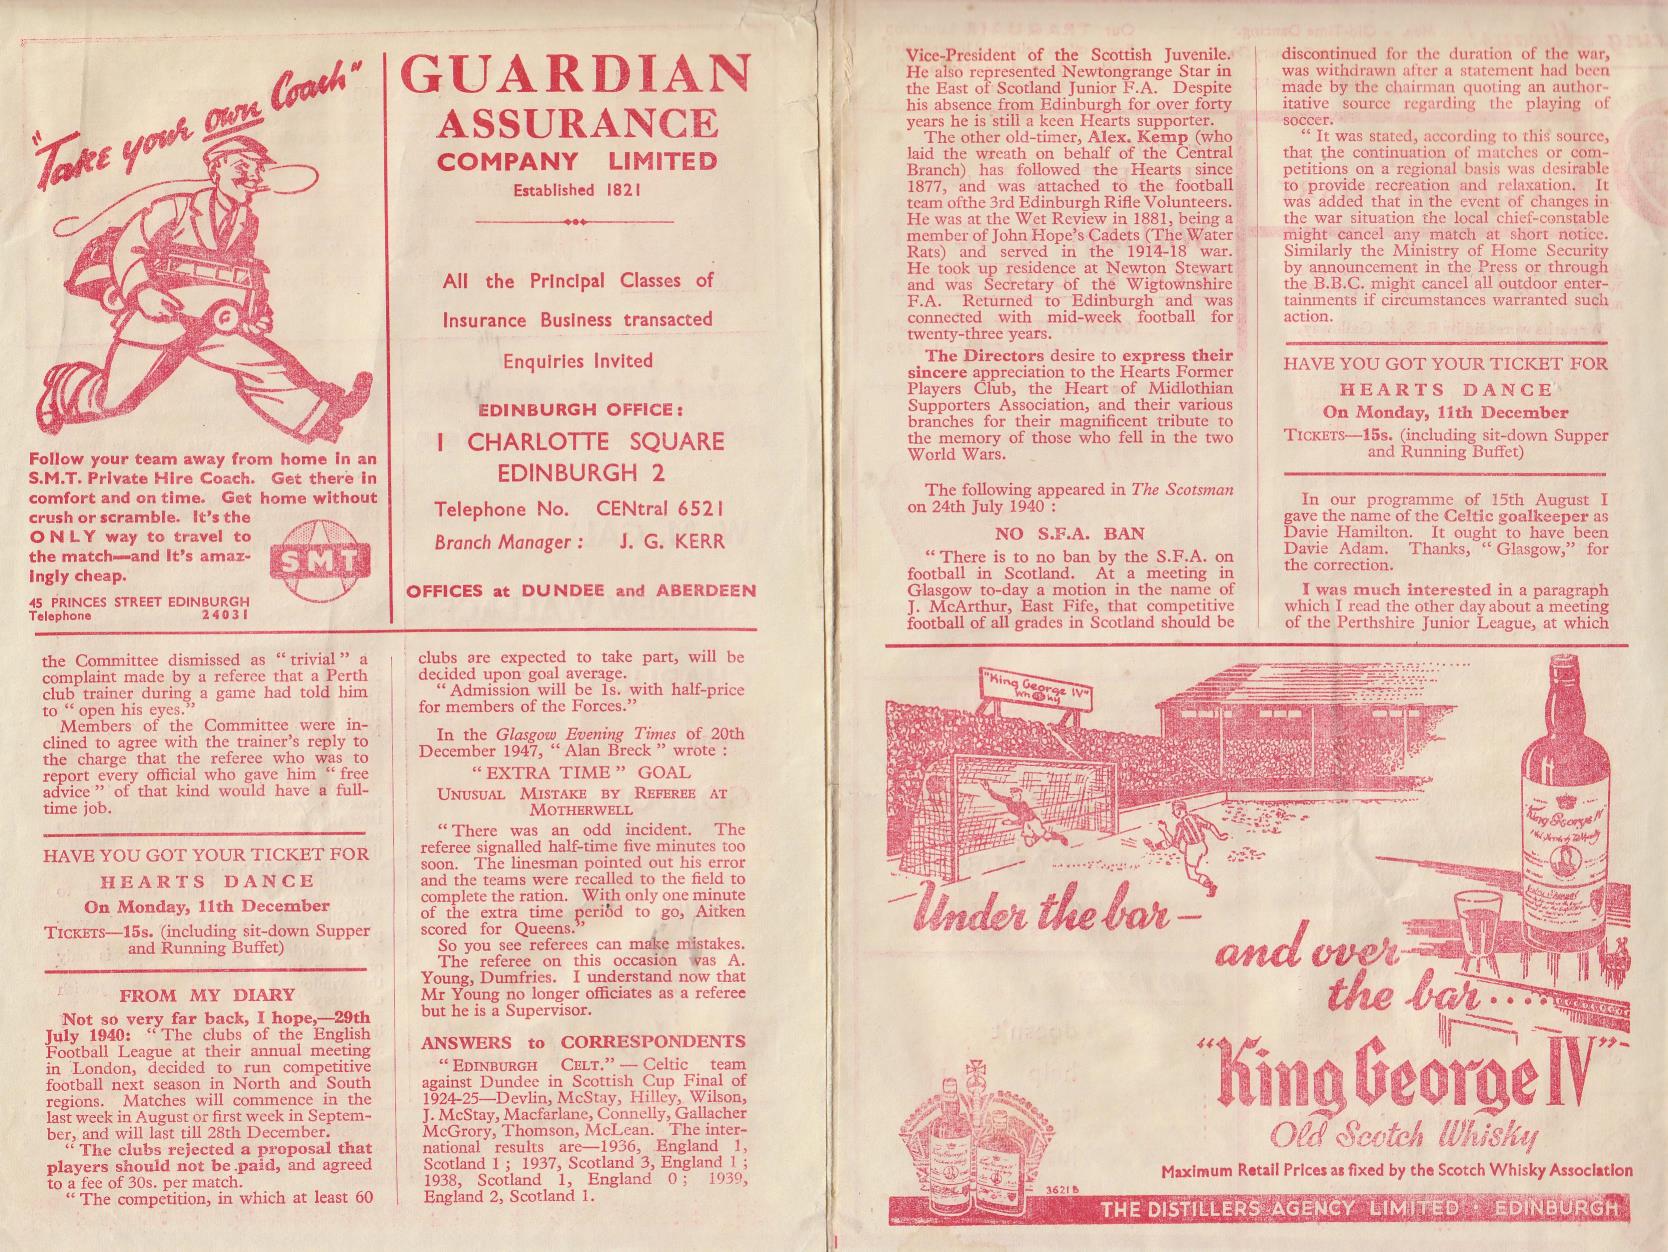 "Take your own Coach"
Follow your team away from home in an
S.M.T. Private Hire Coach. Get there in
comfort and on time. Get home without
crush or scramble. It's the
ONLY way to travel to
the match—and it's amaz-
ingly cheap.
45 PRINCES STREET EDINBURGH
Telephone 24031
SMT
GUARDIAN
ASSURANCE
COMPANY LIMITED
Established 1821
All the Principal Classes of
Insurance Business transacted
Enquiries Invited
EDINBURGH OFFICE:
1 CHARLOTTE SQUARE
EDINBURGH 2
Telephone No. CENtral 6521
Branch Manager: J. G. KERR
OFFICES at DUNDEE and ABERDEEN
the Committee dismissed as "trivial" a
complaint made by a referee that a Perth
club trainer during a game had told him
to "open his eyes."
Members of the Committee were in-
clined to agree with the trainer's reply to
the charge that the referee who was to
report every official who gave him "free
advice" of that kind would have a full-
time job.
HAVE YOU GOT YOUR TICKET FOR
HEARTS DANCE
On Monday, 11th December
TICKETS—15s. (including sit-down Supper
and Running Buffet)
FROM MY DIARY
Not so very far back, I hope,—29th
July 1940: "The clubs of the English
Football League at their annual meeting
in London, decided to run competitive
football next season in North and South
regions. Matches will commence in the
last week in August or first week in Septem-
ber, and will last till 28th December.
"The clubs rejected a proposal that
players should not be paid, and agreed
to a fee of 30s. per match.
"The competition, in which at least 60
clubs are expected to take part, will be
decided upon goal average.
"Admission will be 1s. with half-price
for members of the Forces."
In the Glasgow Evening Times of 20th
December 1947, "Alan Breck" wrote:
"EXTRA TIME" GOAL
UNUSUAL MISTAKE BY REFEREE AT
MOTHERWELL
"There was an odd incident. The
referee signalled half-time five minutes too
soon. The linesman pointed out his error
and the teams were recalled to the field to
complete the ration. With only one minute
of the extra time period to go, Aitken
scored for Queens."
So you see referees can make mistakes.
The referee on this occasion was A.
Young, Dumfries. I understand now that
Mr Young no longer officiates as a referee
but he is a Supervisor.
ANSWERS to CORRESPONDENTS
"EDINBURGH CELT."—Celtic team
against Dundee in Scottish Cup Final of
1924-25—Devlin, McStay, Hilley, Wilson,
J. McStay, Macfarlane, Connelly, Gallacher
McGrory, Thomson, McLean. The inter-
national results are—1936, England 1,
Scotland 1; 1937, Scotland 3, England 1;
1938, Scotland 1, England 0; 1939,
England 2, Scotland 1.
Vice-President of the Scottish Juvenile.
He also represented Newtongrange Star in
the East of Scotland Junior F.A. Despite
his absence from Edinburgh for over forty
years he is still a keen Hearts supporter.
The other old-timer, Alex. Kemp (who
laid the wreath on behalf of the Central
Branch) has followed the Hearts since
1877, and was attached to the football
team ofthe 3rd Edinburgh Rifle Volunteers.
He was at the Wet Review in 1881, being a
member of John Hope's Cadets (The Water
Rats) and served in the 1914-18 war.
He took up residence at Newton Stewart
and was Secretary of the Wigtownshire
F.A. Returned to Edinburgh and was
connected with mid-week football for
twenty-three years.
The Directors desire to express their
sincere appreciation to the Hearts Former
Players Club, the Heart of Midlothian
Supporters Association, and their various
branches for their magnificent tribute to
the memory of those who fell in the two
World Wars.
The following appeared in The Scotsman
on 24th July 1940:
NO S.F.A. BAN
"There is to no ban by the S.F.A. on
football in Scotland. At a meeting in
Glasgow to-day a motion in the name of
J. McArthur, East Fife, that competitive
football of all grades in Scotland should be
discontinued for the duration of the war,
was withdrawn after a statement had been
made by the chairman quoting an author-
itative source regarding the playing of
soccer.
"It was stated, according to this source,
that the continuation of matches or com-
petitions on a regional basis was desirable
to provide recreation and relaxation. It
was added that in the event of changes in
the war situation the local chief-constable
might cancel any match at short notice.
Similarly the Ministry of Home Security
by announcement in the Press or through
the B.B.C. might cancel all outdoor enter-
tainments if circumstances warranted such
action.
HAVE YOU GOT YOUR TICKET FOR
HEARTS DANCE
On Monday, 11th December
TICKETS—15s. (including sit-down Supper
and Running Buffet)
In our programme of 15th August I
gave the name of the Celtic goalkeeper as
Davie Hamilton. It ought to have been
Davie Adam. Thanks, "Glasgow," for
the correction.
I was much interested in a paragraph
which I read the other day about a meeting
of the Perthshire Junior League, at which
"King George IV"
Whisky
King George IV
Under the bar—
and over
the bar....
"King George IV"
Old Scotch Whisky
Maximum Retail Prices as fixed by the Scotch Whisky Association
3621B
THE DISTILLERS AGENCY LIMITED · EDINBURGH